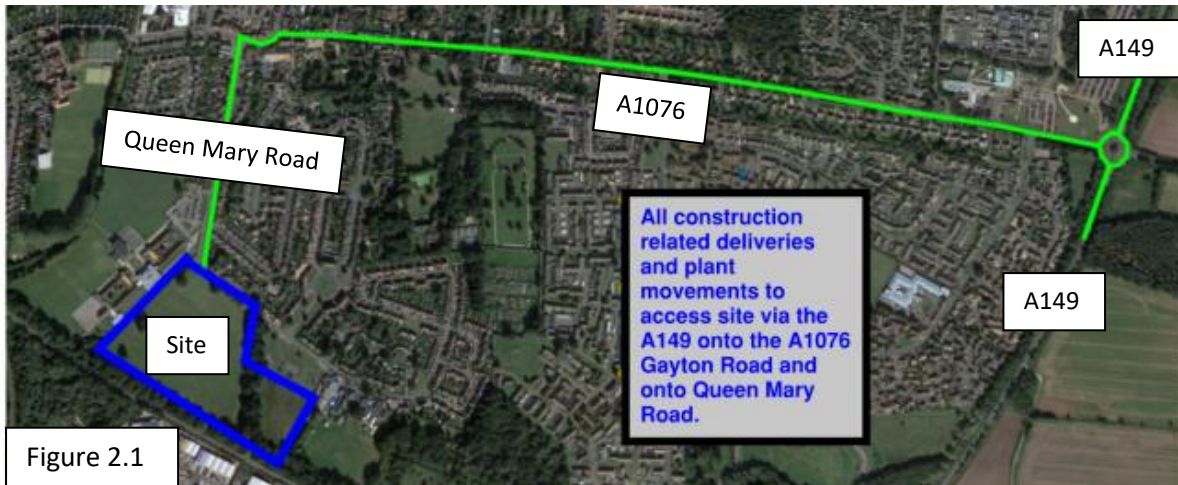 A149
A1076
Queen Mary Road
All construction
related deliveries
and plant
movements to
access site via the
A149 onto the A1076
Gayton Road and
onto Queen Mary
Road.
A149
Site
Figure 2.1